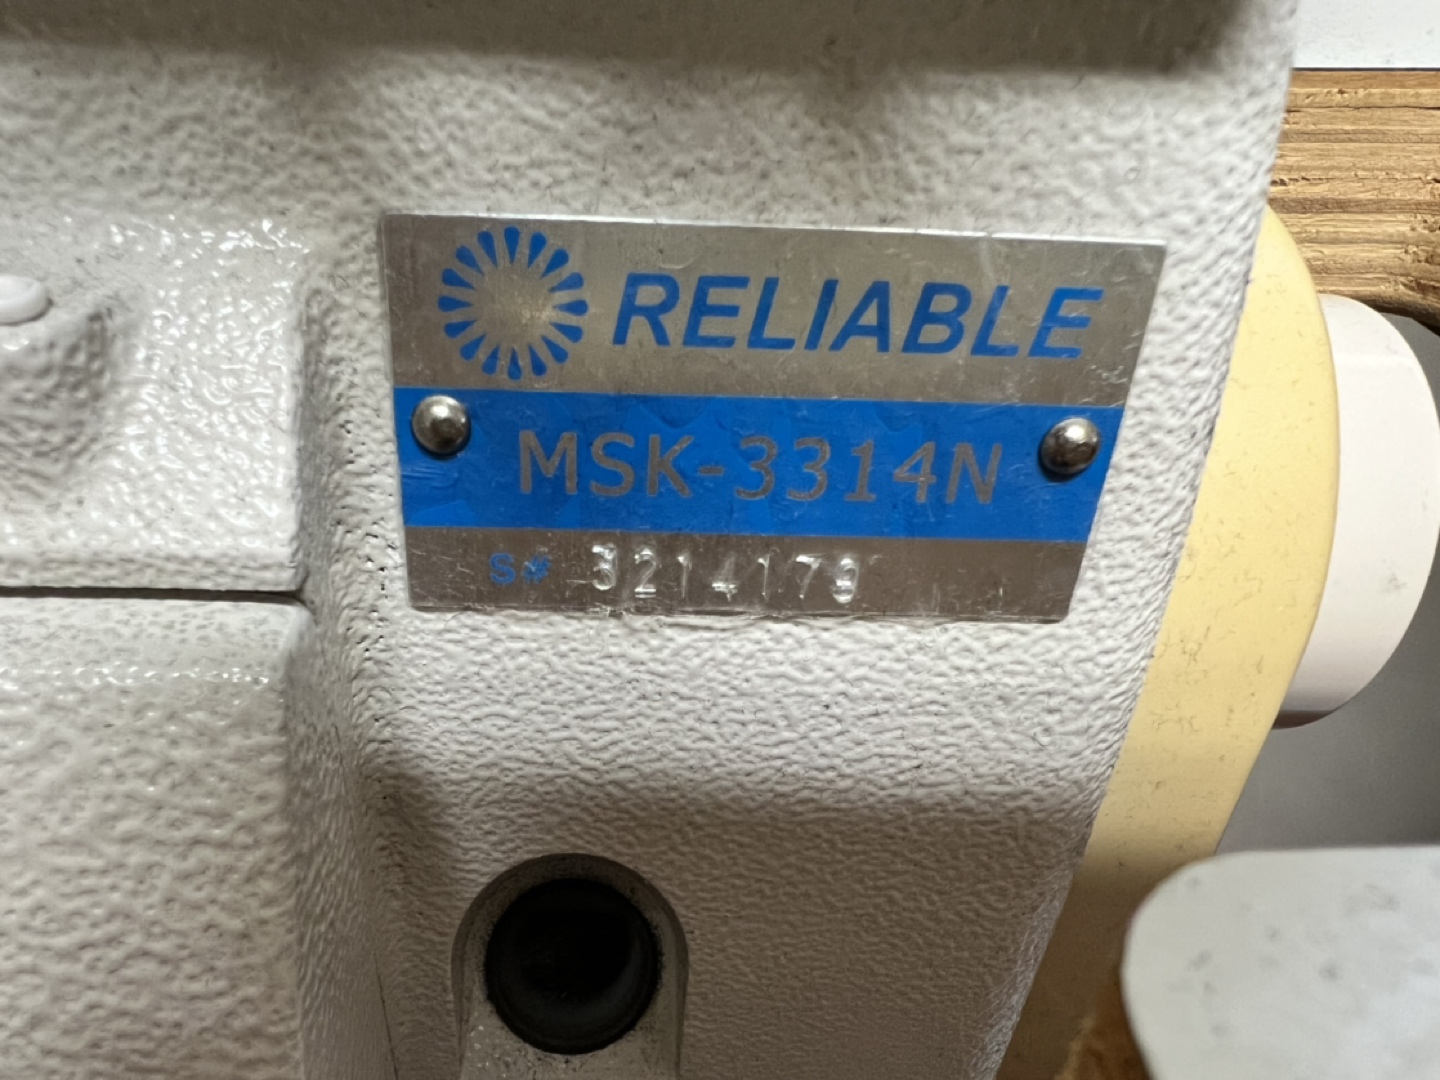 RELIABLE
MSK-3314N
S# 3214179